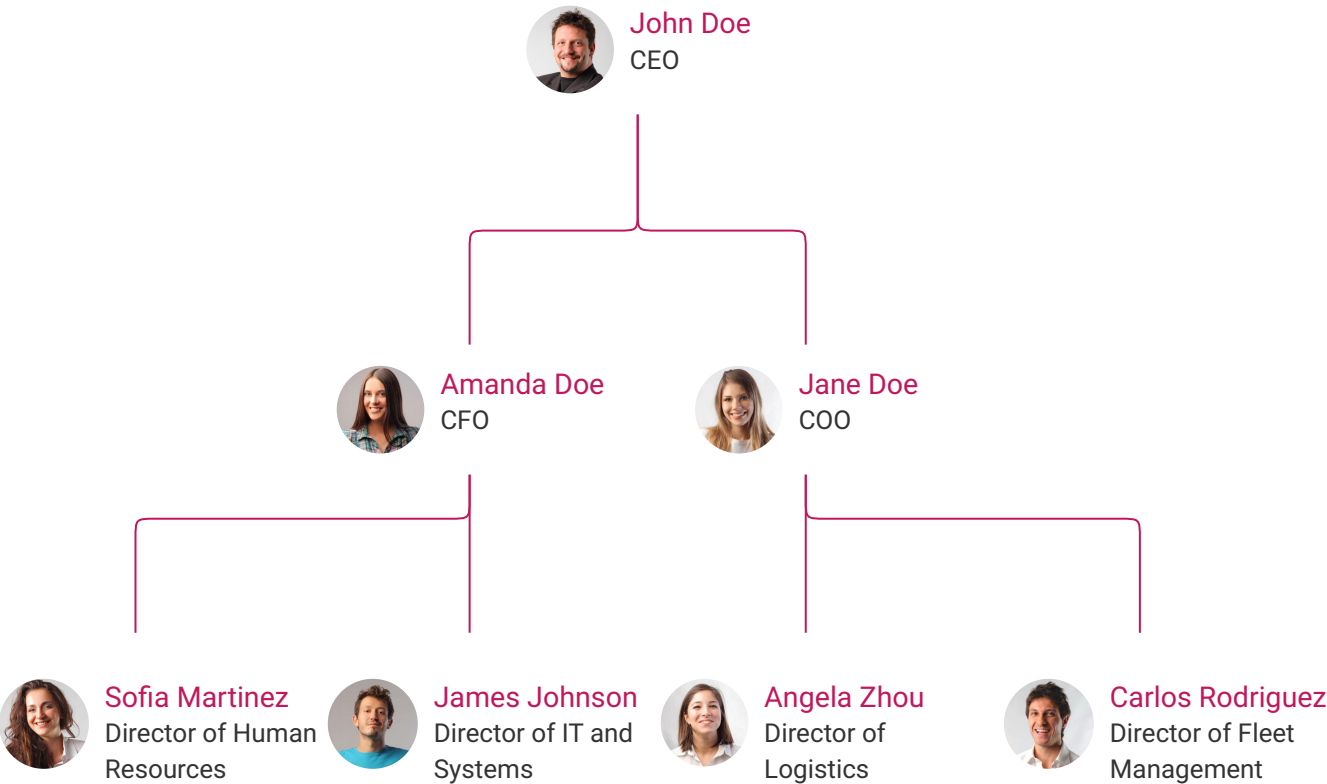 John Doe
CEO
Amanda Doe
CFO
Jane Doe
COO
Sofia Martinez
Director of Human
Resources
James Johnson
Director of IT and
Systems
Angela Zhou
Director of
Logistics
Carlos Rodriguez
Director of Fleet
Management